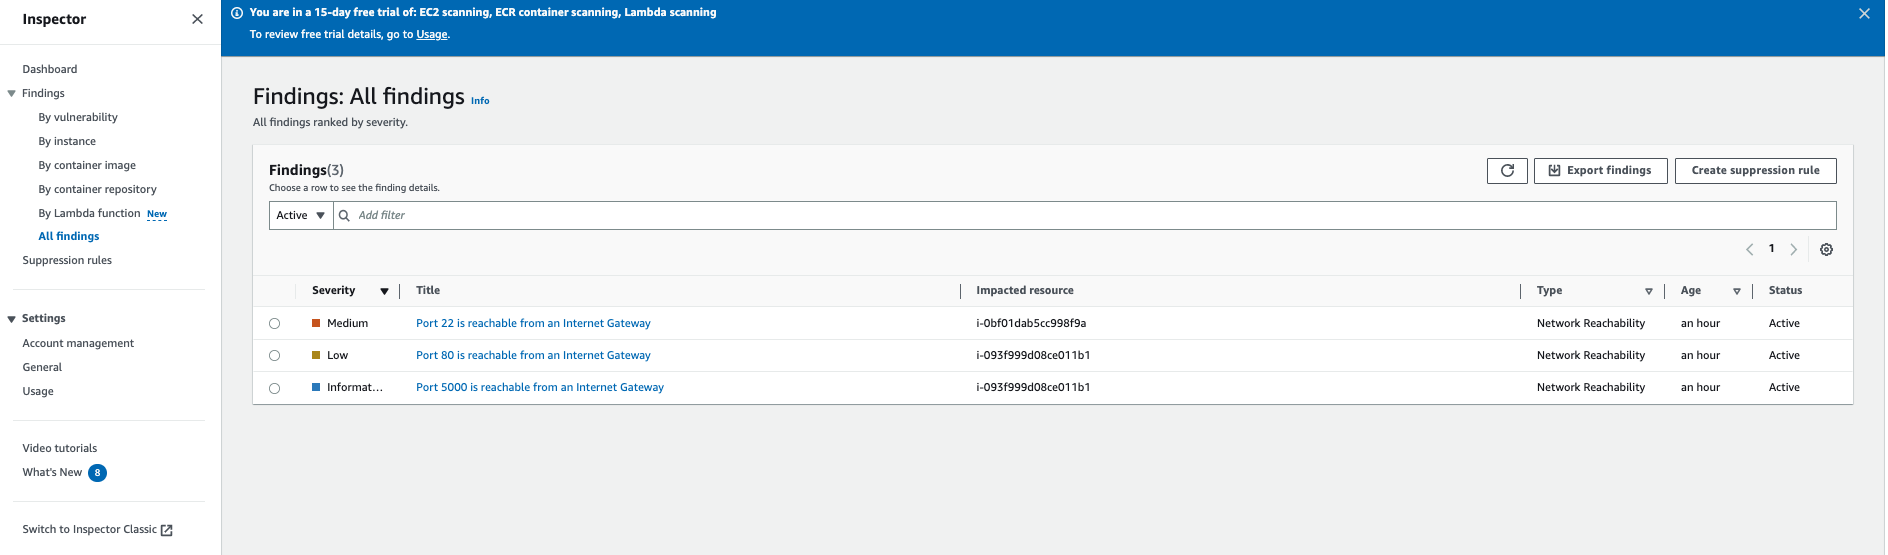 Inspector
Dashboard
Findings
By vulnerability
By instance
By container image
By container repository
By Lambda function New
All findings
Suppression rules
Settings
Account management
General
Usage
Video tutorials
What's New 8
Switch to Inspector Classic
You are in a 15-day free trial of: EC2 scanning, ECR container scanning, Lambda scanning
To review free trial details, go to Usage.
Findings: All findings Info
All findings ranked by severity.
Findings(3)
Choose a row to see the finding details.
Export findings
Create suppression rule
Active
Add filter
1
Severity Title Impacted resource Type Age Status
Medium Port 22 is reachable from an Internet Gateway i-0bf01dab5cc998f9a Network Reachability an hour Active
Low Port 80 is reachable from an Internet Gateway i-093f999d08ce011b1 Network Reachability an hour Active
Informat... Port 5000 is reachable from an Internet Gateway i-093f999d08ce011b1 Network Reachability an hour Active